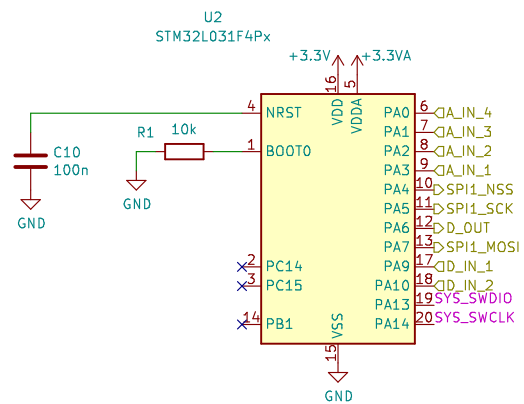 U2
STM32L031F4Px
+3.3V
+3.3VA
16
5
VDD
VDDA
4
NRST
PA0
6
A_IN_4
R1
10k
PA1
7
A_IN_3
1
BOOT0
PA2
8
A_IN_2
C10
100n
PA3
9
A_IN_1
PA4
10
SPI1_NSS
GND
GND
PA5
11
SPI1_SCK
PA6
12
D_OUT
PA7
13
SPI1_MOSI
2
PC14
PA9
17
D_IN_1
3
PC15
PA10
18
D_IN_2
PA13
19
SYS_SWDIO
14
PB1
PA14
20
SYS_SWCLK
VSS
15
GND